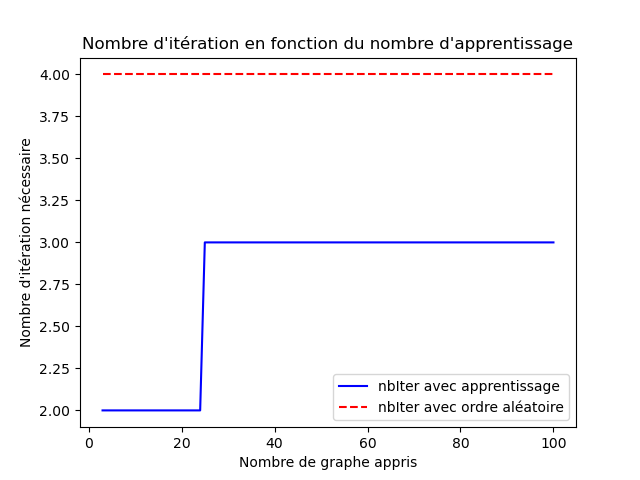 Nombre d'itération en fonction du nombre d'apprentissage
Nombre d'itération nécessaire
4.00
3.75
3.50
3.25
3.00
2.75
2.50
2.25
2.00
nbIter avec apprentissage
nbIter avec ordre aléatoire
0 20 40 60 80 100
Nombre de graphe appris